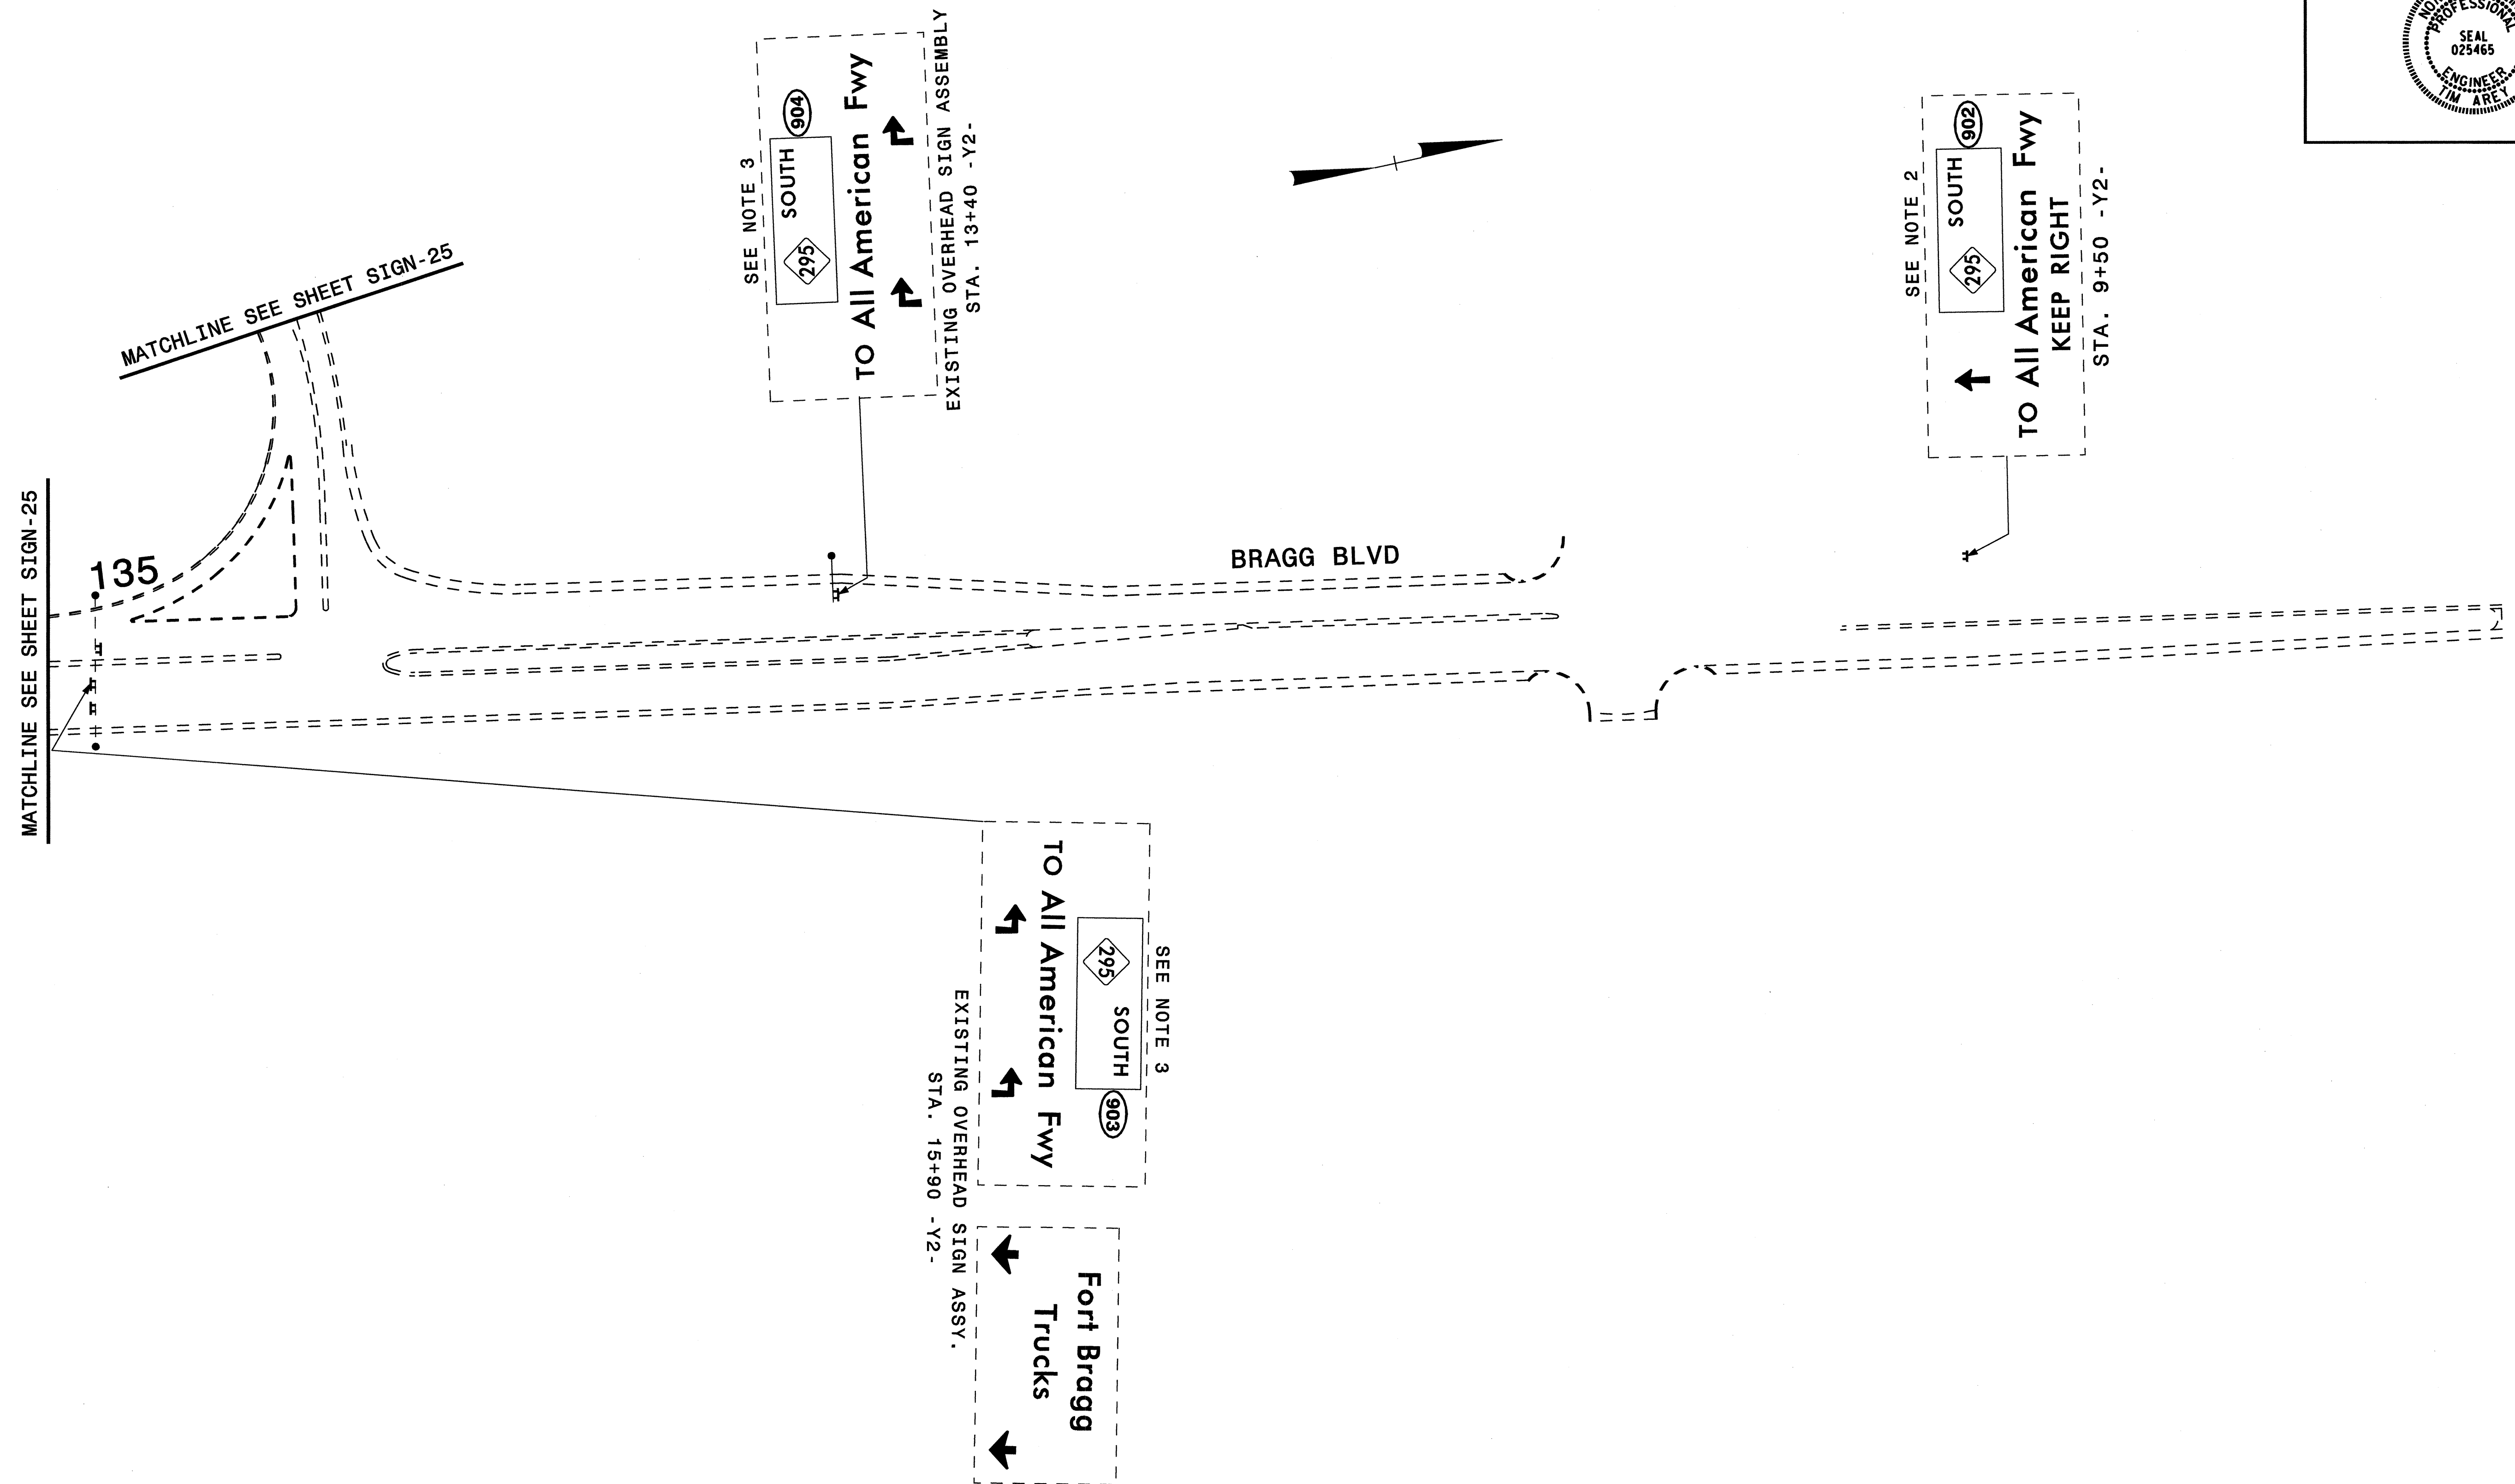 SEE NOTE 3
904
SOUTH
295
TO All American Fwy
EXISTING OVERHEAD SIGN ASSEMBLY
STA. 13+40 -Y2-
SEE NOTE 2
902
SOUTH
295
TO All American Fwy
KEEP RIGHT
STA. 9+50 -Y2-
PROFESSIONAL
SEAL
025465
ENGINEER
TIM AREY
MATCHLINE SEE SHEET SIGN-25
MATCHLINE SEE SHEET SIGN-25
135
BRAGG BLVD
SEE NOTE 3
295
SOUTH
903
TO All American Fwy
EXISTING OVERHEAD SIGN ASSY.
STA. 15+90 -Y2-
Fort Bragg
Trucks